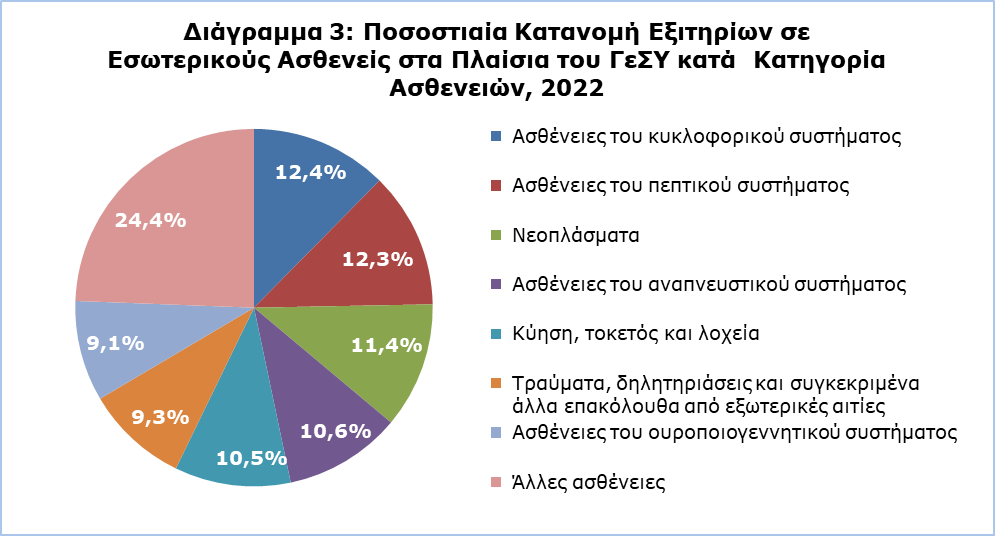 Διάγραμμα 3: Ποσοστιαία Κατανομή Εξιτηρίων σε
Εσωτερικούς Ασθενείς στα Πλαίσια του ΓεΣΥ κατά  Κατηγορία
Ασθενειών, 2022
12,4%
12,3%
11,4%
10,6%
10,5%
9,3%
9,1%
24,4%
Ασθένειες του κυκλοφορικού συστήματος
Ασθένειες του πεπτικού συστήματος
Νεοπλάσματα
Ασθένειες του αναπνευστικού συστήματος
Κύηση, τοκετός και λοχεία
Τραύματα, δηλητηριάσεις και συγκεκριμένα
άλλα επακόλουθα από εξωτερικές αιτίες
Ασθένειες του ουροποιογεννητικού συστήματος
Άλλες ασθένειες